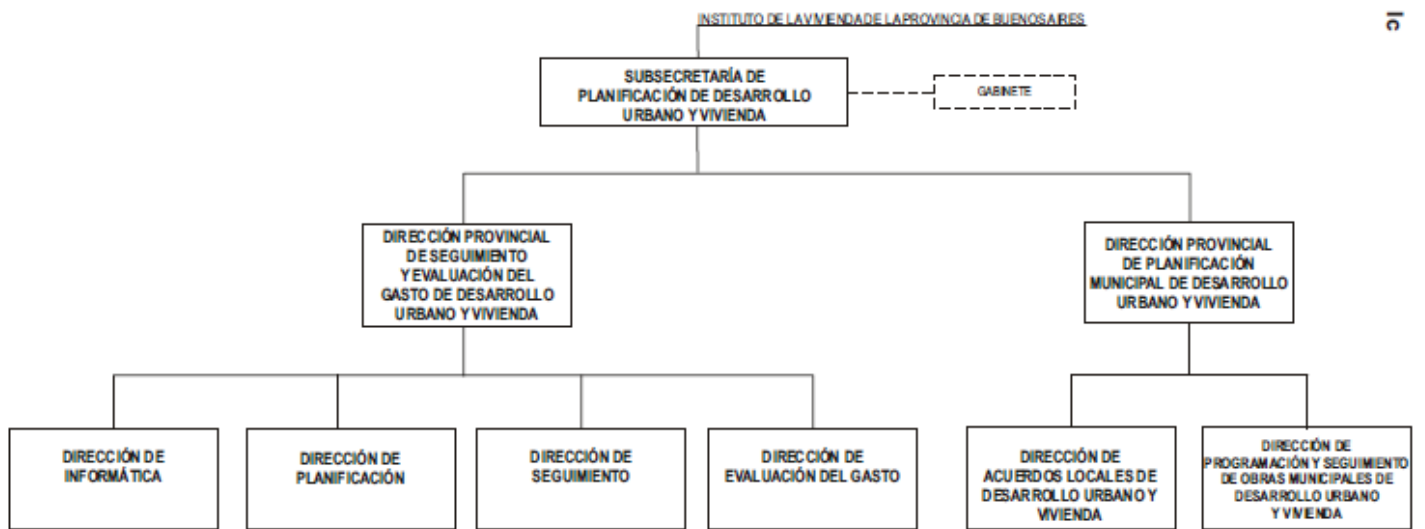 INSTITUTO DE LA VIVIENDA DE LA PROVINCIA DE BUENOS AIRES
Ic
SUBSECRETARÍA DE
PLANIFICACIÓN DE DESARROLLO
URBANO Y VIVIENDA
GABINETE
DIRECCIÓN PROVINCIAL
DE SEGUIMIENTO
Y EVALUACIÓN DEL
GASTO DE DESARROLLO
URBANO Y VIVIENDA
DIRECCIÓN PROVINCIAL
DE PLANIFICACIÓN
MUNICIPAL DE DESARROLLO
URBANO Y VIVIENDA
DIRECCIÓN DE
INFORMÁTICA
DIRECCIÓN DE
PLANIFICACIÓN
DIRECCIÓN DE
SEGUIMIENTO
DIRECCIÓN DE
EVALUACIÓN DEL GASTO
DIRECCIÓN DE
ACUERDOS LOCALES DE
DESARROLLO URBANO Y
VIVIENDA
DIRECCIÓN DE
PROGRAMACIÓN Y SEGUIMIENTO
DE OBRAS MUNICIPALES DE
DESARROLLO URBANO
Y VIVIENDA